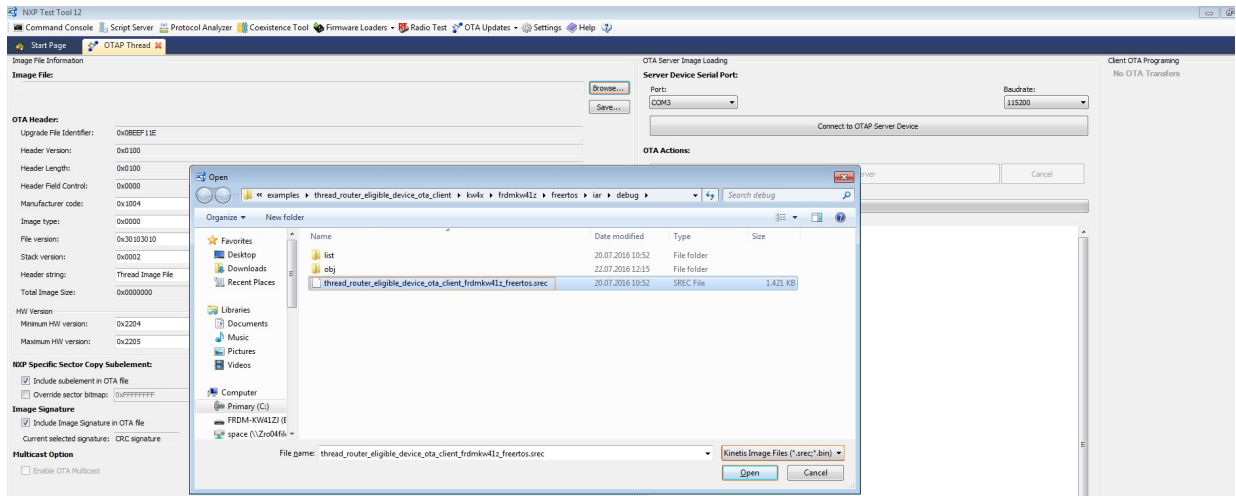 NXP Test Tool 12
Command Console Script Server Protocol Analyzer Coexistence Tool Firmware Loaders Radio Test OTA Updates Settings Help
Start Page OTAP Thread
Image File Information
Image File:
Browse...
Save...
OTA Header:
Upgrade File Identifier: 0x0BEEF11E
Header Version: 0x0100
Header Length: 0x0100
Header Field Control: 0x0000
Manufacturer code: 0x1004
Image type: 0x0000
File version: 0x30103010
Stack version: 0x0002
Header string: Thread Image File
Total Image Size: 0x0000000
HW Version
Minimum HW version: 0x2204
Maximum HW version: 0x2205
NXP Specific Sector Copy Subelement:
Include subelement in OTA file
Override sector bitmap: 0xFFFFFFFF
Image Signature
Include Image Signature in OTA file
Current selected signature: CRC signature
Multicast Option
Enable OTA Multicast
OTA Server Image Loading
Server Device Serial Port:
Port: Baudrate:
COM3 115200
Connect to OTAP Server Device
OTA Actions:
erver Cancel
Client OTA Programing
No OTA Transfers
Open
« examples thread_router_eligible_device_ota_client kw4x frdmkw41z freertos iar debug
Search debug
Organize New folder
Favorites
Desktop
Downloads
Recent Places
Libraries
Documents
Music
Pictures
Videos
Computer
Primary (C:)
FRDM-KW41ZJ (
space (\\Zro04fil
Name Date modified Type Size
list 20.07.2016 10:52 File folder
obj 22.07.2016 12:15 File folder
thread_router_eligible_device_ota_client_frdmkw41z_freertos.srec 20.07.2016 10:52 SREC File 1.421 KB
File name: thread_router_eligible_device_ota_client_frdmkw41z_freertos.srec Kinetis Image Files (*.srec;*.bin)
Open Cancel